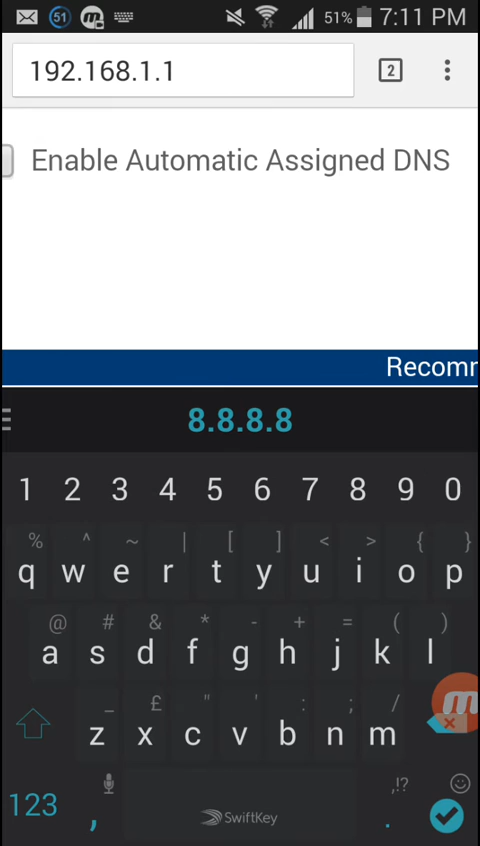 51 51% 7:11 PM
192.168.1.1 2
Enable Automatic Assigned DNS
Recomm
8.8.8.8
1 2 3 4 5 6 7 8 9 0
% ^ ~ | [ ] < > { }
q w e r t y u i o p
@ # & * - + = ( )
a s d f g h j k l
_ £ " ' : ; /
z x c v b n m
123 , SwiftKey ,!? .